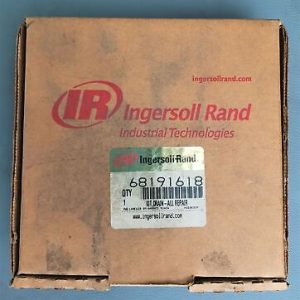 ingersollrand.com
IR Ingersoll Rand
Industrial Technologies
IR Ingersoll Rand
68191618
QTY
1 KIT,DRAIN-ALL REPAIR
www.ingersollrand.com